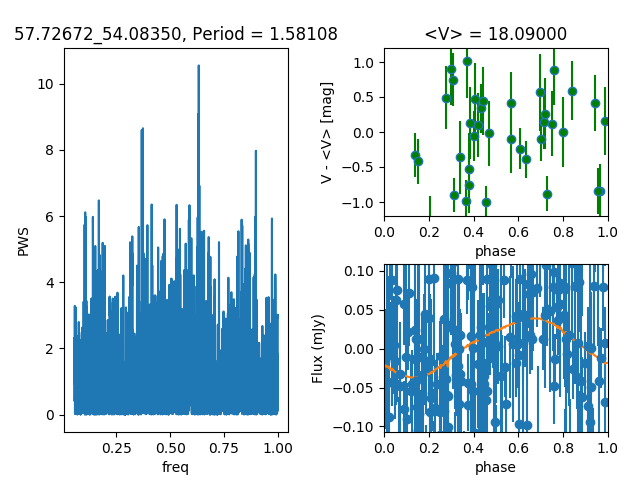 57.72672_54.08350, Period = 1.58108
PWS
10
8
6
4
2
0
0.25 0.50 0.75 1.00
freq
<V> = 18.09000
V - <V> [mag]
1.0
0.5
0.0
−0.5
−1.0
0.0 0.2 0.4 0.6 0.8 1.0
phase
Flux (mJy)
0.10
0.05
0.00
−0.05
−0.10
0.0 0.2 0.4 0.6 0.8 1.0
phase